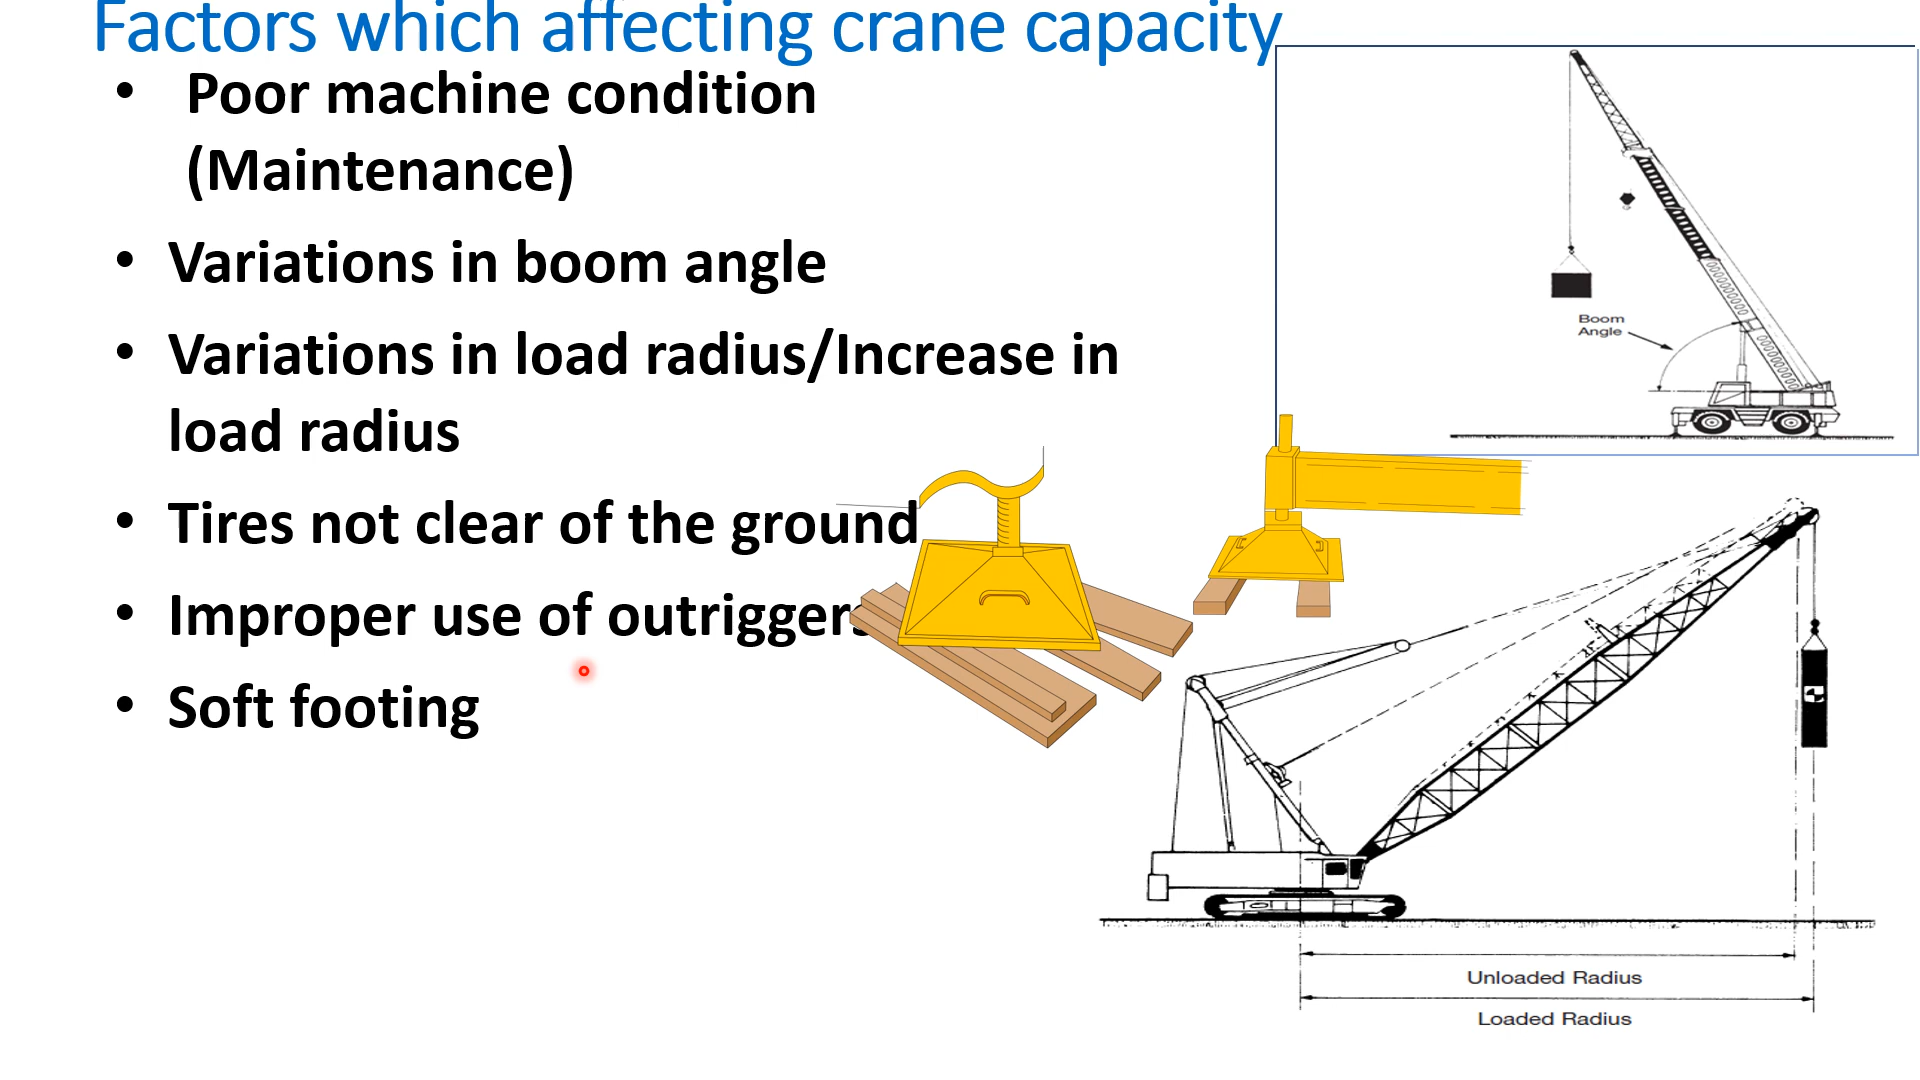 Factors which affecting crane capacity
• Poor machine condition
(Maintenance)
• Variations in boom angle
• Variations in load radius/Increase in
load radius
• Tires not clear of the ground
• Improper use of outriggers
• Soft footing
Boom
Angle
Unloaded Radius
Loaded Radius